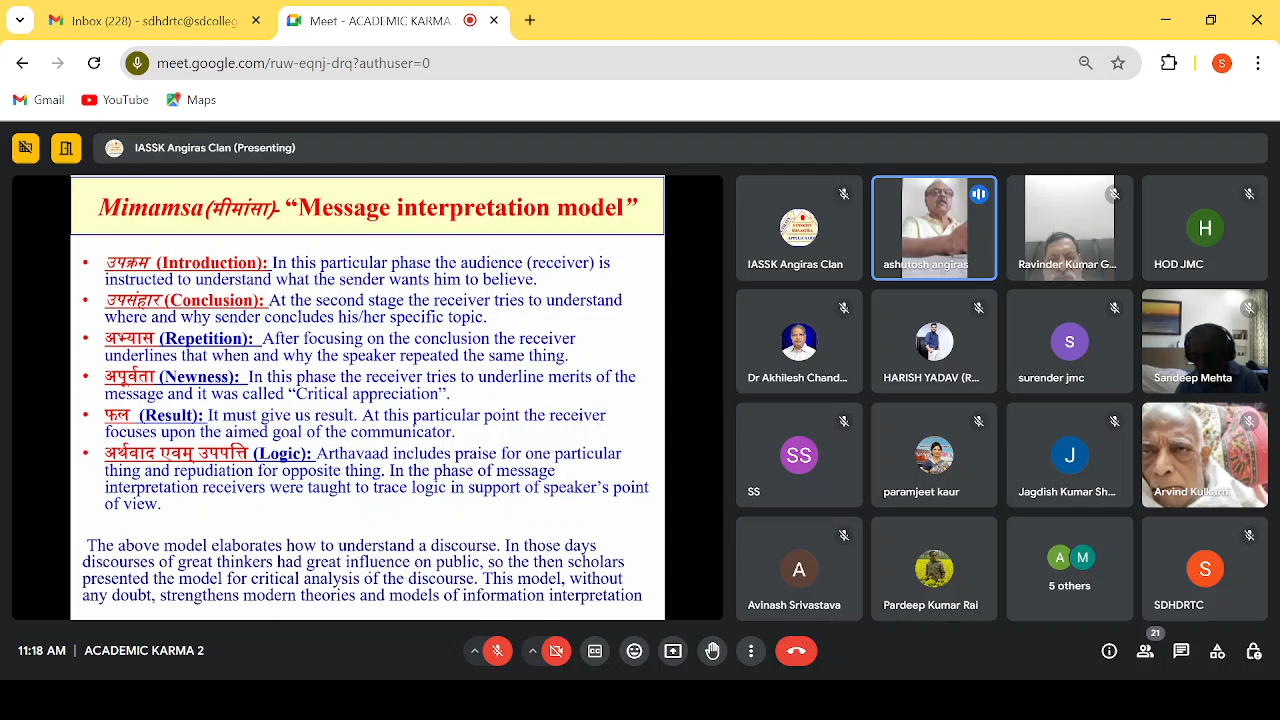 Inbox (228) - sdhdrtc@sdcolleg
Meet - ACADEMIC KARMA
meet.google.com/ruw-eqnj-drq?authuser=0
S
Gmail
YouTube
Maps
IASSK Angiras Clan (Presenting)
Mimamsa(मीमांसा)- “Message interpretation model”
• उपक्रम (Introduction): In this particular phase the audience (receiver) is
instructed to understand what the sender wants him to believe.
• उपसंहार (Conclusion): At the second stage the receiver tries to understand
where and why sender concludes his/her specific topic.
• अभ्यास (Repetition): After focusing on the conclusion the receiver
underlines that when and why the speaker repeated the same thing.
• अपूर्वता (Newness): In this phase the receiver tries to underline merits of the
message and it was called “Critical appreciation”.
• फल (Result): It must give us result. At this particular point the receiver
focuses upon the aimed goal of the communicator.
• अर्थवाद एवम् उपपत्ति (Logic): Arthavaad includes praise for one particular
thing and repudiation for opposite thing. In the phase of message
interpretation receivers were taught to trace logic in support of speaker’s point
of view.
The above model elaborates how to understand a discourse. In those days
discourses of great thinkers had great influence on public, so the then scholars
presented the model for critical analysis of the discourse. This model, without
any doubt, strengthens modern theories and models of information interpretation
IASSK Angiras Clan
ashutosh angiras
Ravinder Kumar G...
H
HOD JMC
Dr Akhilesh Chand...
HARISH YADAV (R...
s
surender jmc
Sandeep Mehta
SS
SS
paramjeet kaur
J
Jagdish Kumar Sh...
Arvind Kulkarni
A
Avinash Srivastava
Pardeep Kumar Rai
A
M
5 others
S
SDHDRTC
11:18 AM | ACADEMIC KARMA 2
21